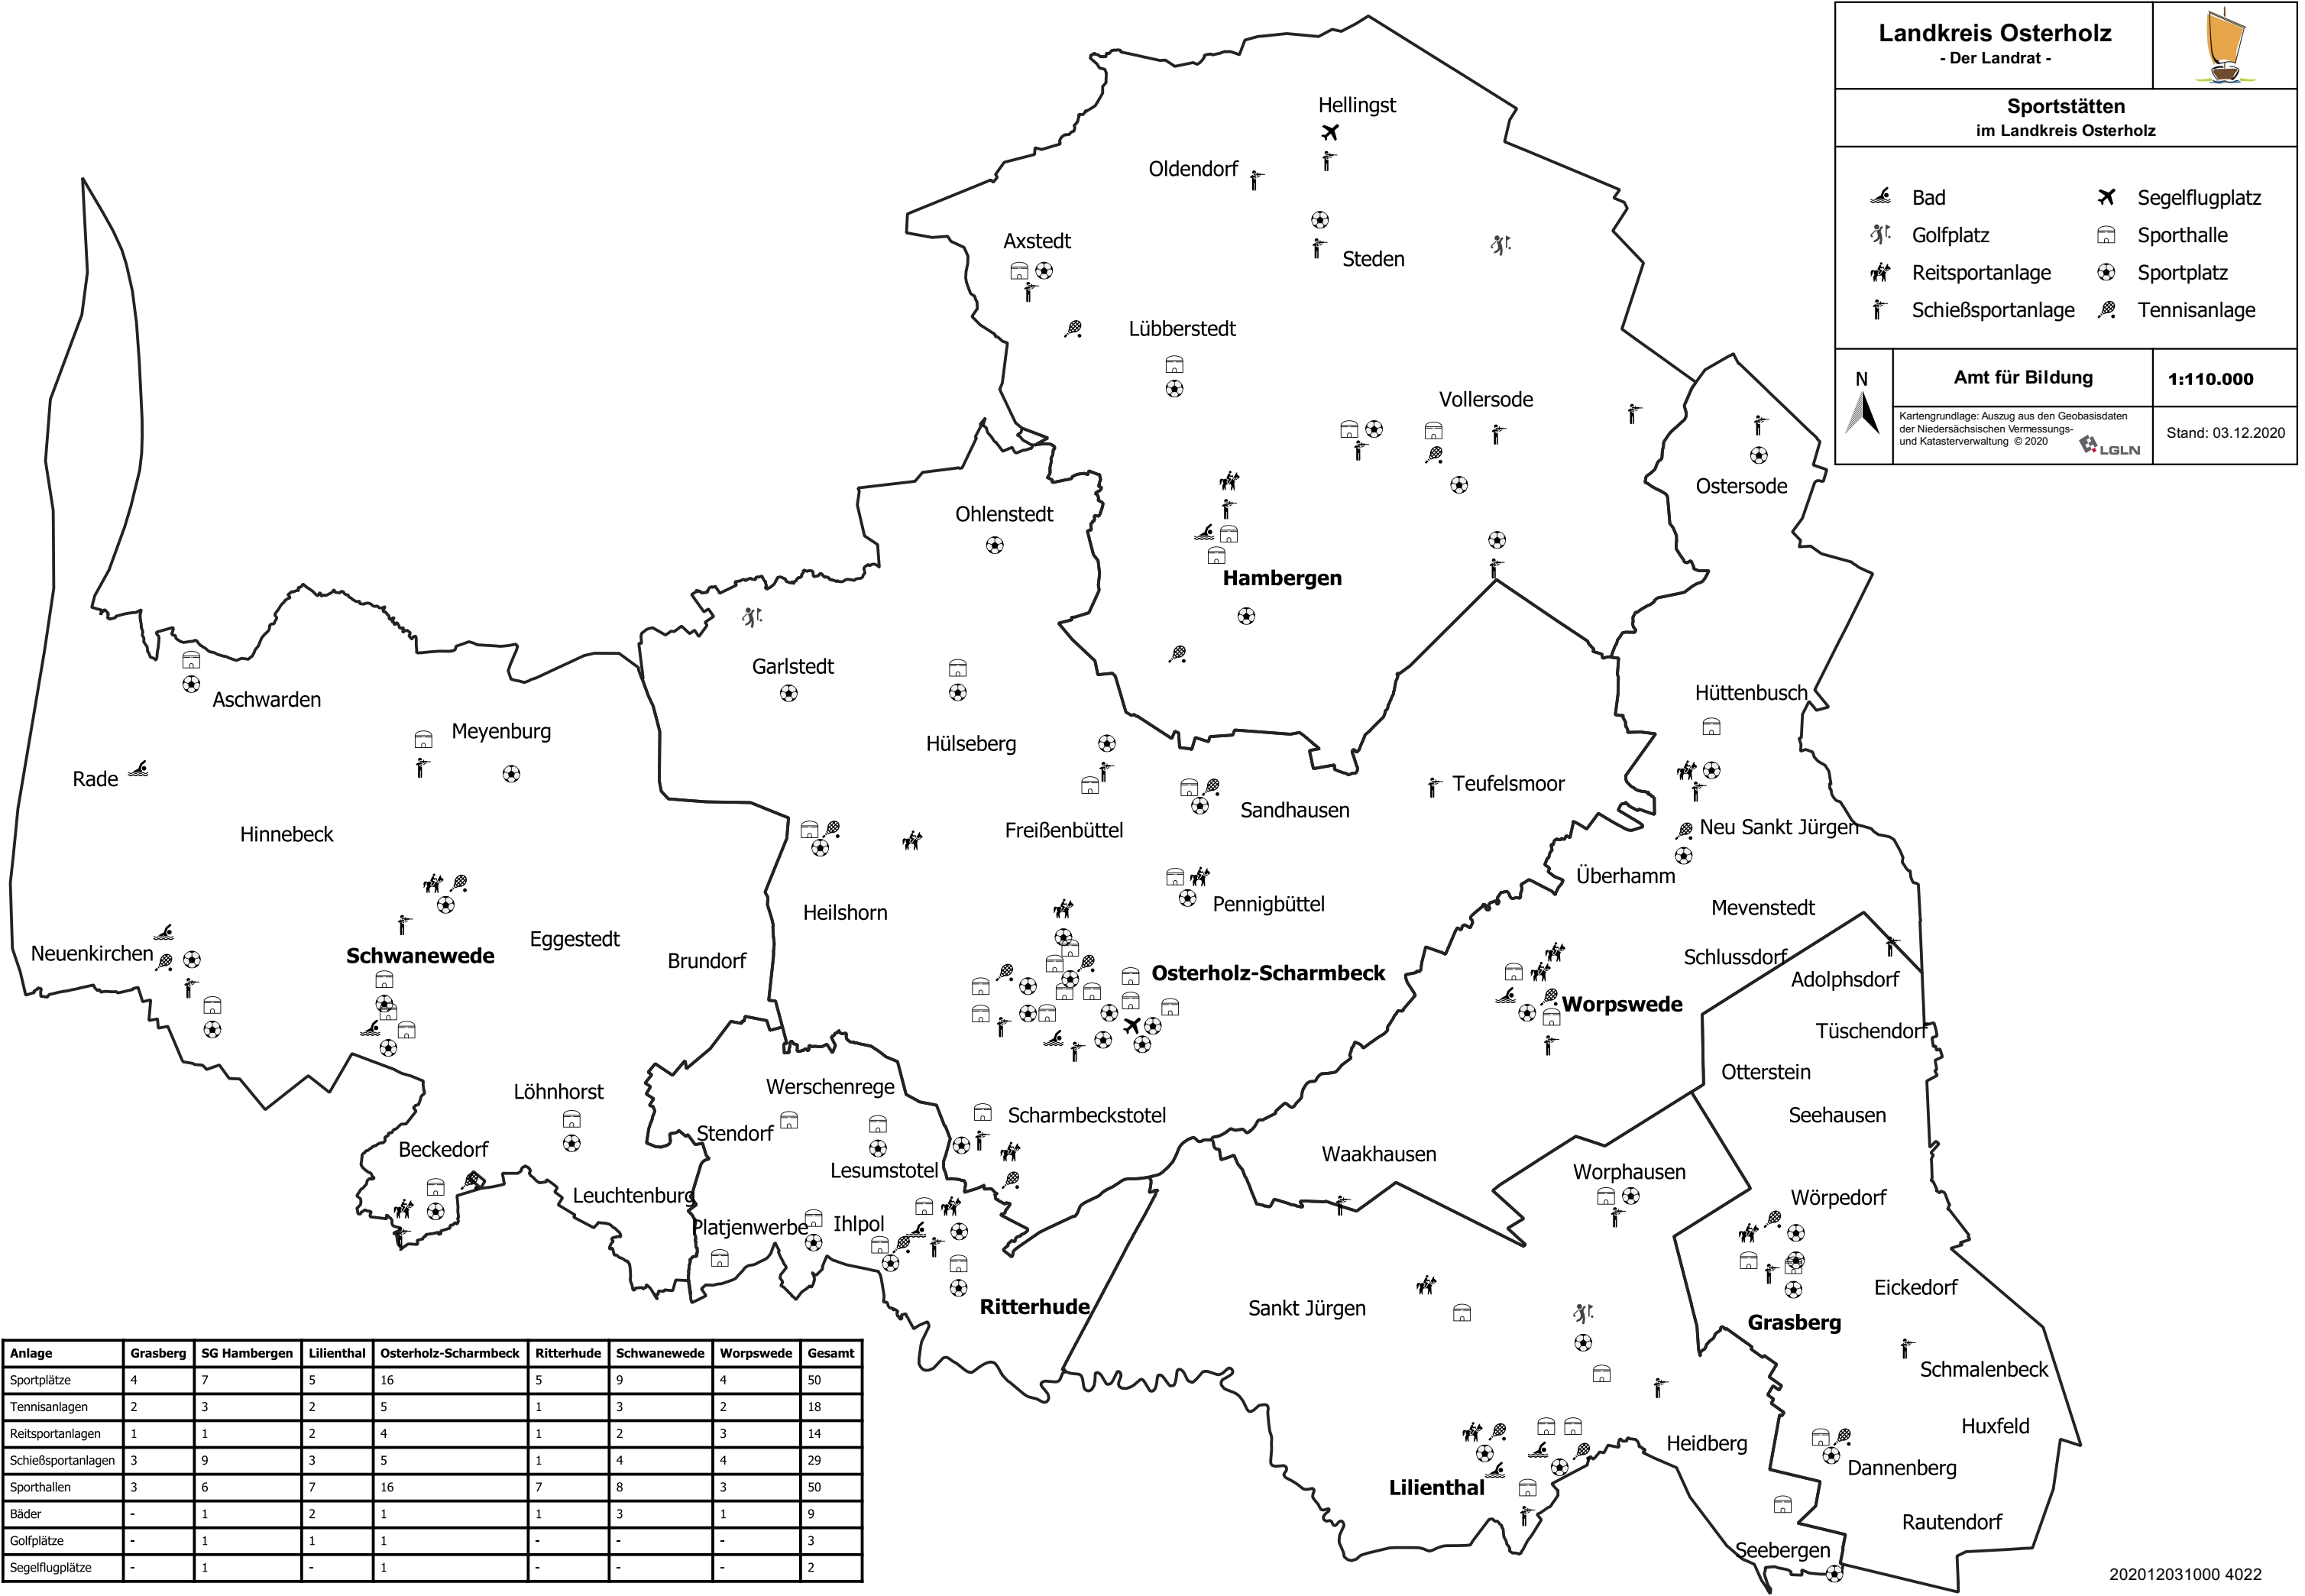 Landkreis Osterholz
- Der Landrat -
Sportstätten
im Landkreis Osterholz
Bad
Segelflugplatz
Golfplatz
Sporthalle
Reitsportanlage
Sportplatz
Schießsportanlage
Tennisanlage
N
Amt für Bildung
1:110.000
Kartengrundlage: Auszug aus den Geobasisdaten
der Niedersächsischen Vermessungs-
und Katasterverwaltung © 2020
LGLN
Stand: 03.12.2020
Hellingst
Oldendorf
Axstedt
Steden
Lübberstedt
Vollersode
Ostersode
Ohlenstedt
Hambergen
Garlstedt
Hüttenbusch
Aschwarden
Meyenburg
Hülseberg
Rade
Teufelsmoor
Sandhausen
Hinnebeck
Freißenbüttel
Neu Sankt Jürgen
Überhamm
Pennigbüttel
Mevenstedt
Heilshorn
Eggestedt
Neuenkirchen
Schwanewede
Brundorf
Schlussdorf
Osterholz-Scharmbeck
Adolphsdorf
Worpswede
Tüschendorf
Otterstein
Werschenrege
Löhnhorst
Scharmbeckstotel
Seehausen
Stendorf
Beckedorf
Waakhausen
Lesumstotel
Worphausen
Leuchtenburg
Wörpedorf
Platjenwerbe
Ihlpol
Eickedorf
Ritterhude
Sankt Jürgen
Grasberg
Schmalenbeck
Huxfeld
Heidberg
Dannenberg
Lilienthal
Rautendorf
Seebergen
Anlage Grasberg SG Hambergen Lilienthal Osterholz-Scharmbeck Ritterhude Schwanewede Worpswede Gesamt
Sportplätze 4 7 5 16 5 9 4 50
Tennisanlagen 2 3 2 5 1 3 2 18
Reitsportanlagen 1 1 2 4 1 2 3 14
Schießsportanlagen 3 9 3 5 1 4 4 29
Sporthallen 3 6 7 16 7 8 3 50
Bäder - 1 2 1 1 3 1 9
Golfplätze - 1 1 1 - - - 3
Segelflugplätze - 1 - 1 - - - 2
202012031000 4022